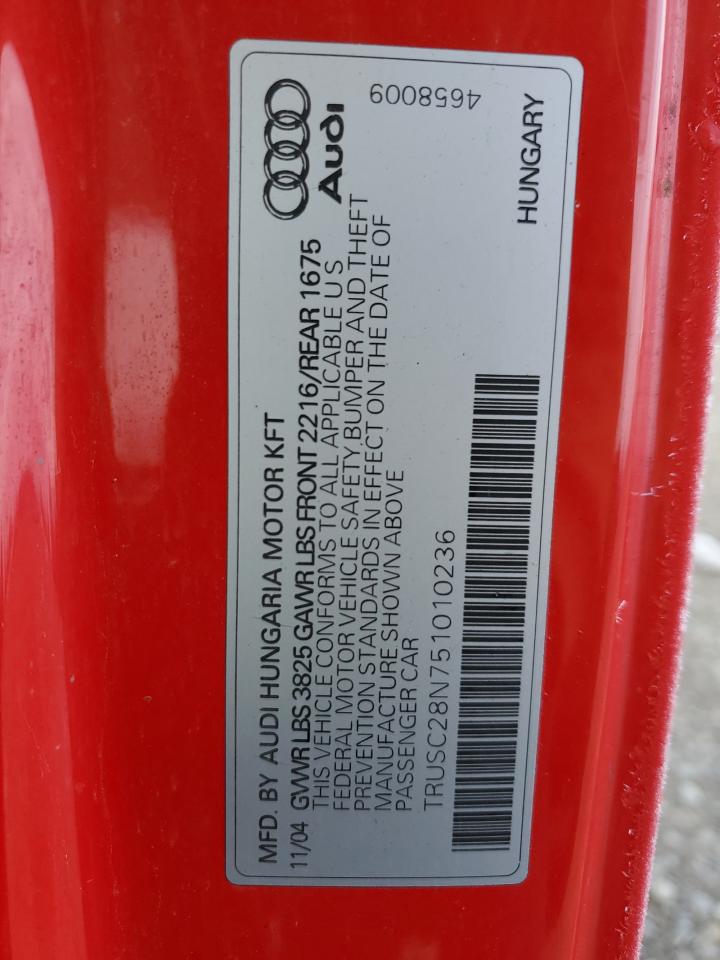 MFD. BY AUDI HUNGARIA MOTOR KFT
11/04 GVWR LBS 3825 GAWR LBS FRONT 2216/REAR 1675
THIS VEHICLE CONFORMS TO ALL APPLICABLE U S
FEDERAL MOTOR VEHICLE SAFETY BUMPER AND THEFT
PREVENTION STANDARDS IN EFFECT ON THE DATE OF
MANUFACTURE SHOWN ABOVE
PASSENGER CAR
TRUSC28N751010236
Audi
4658009
HUNGARY